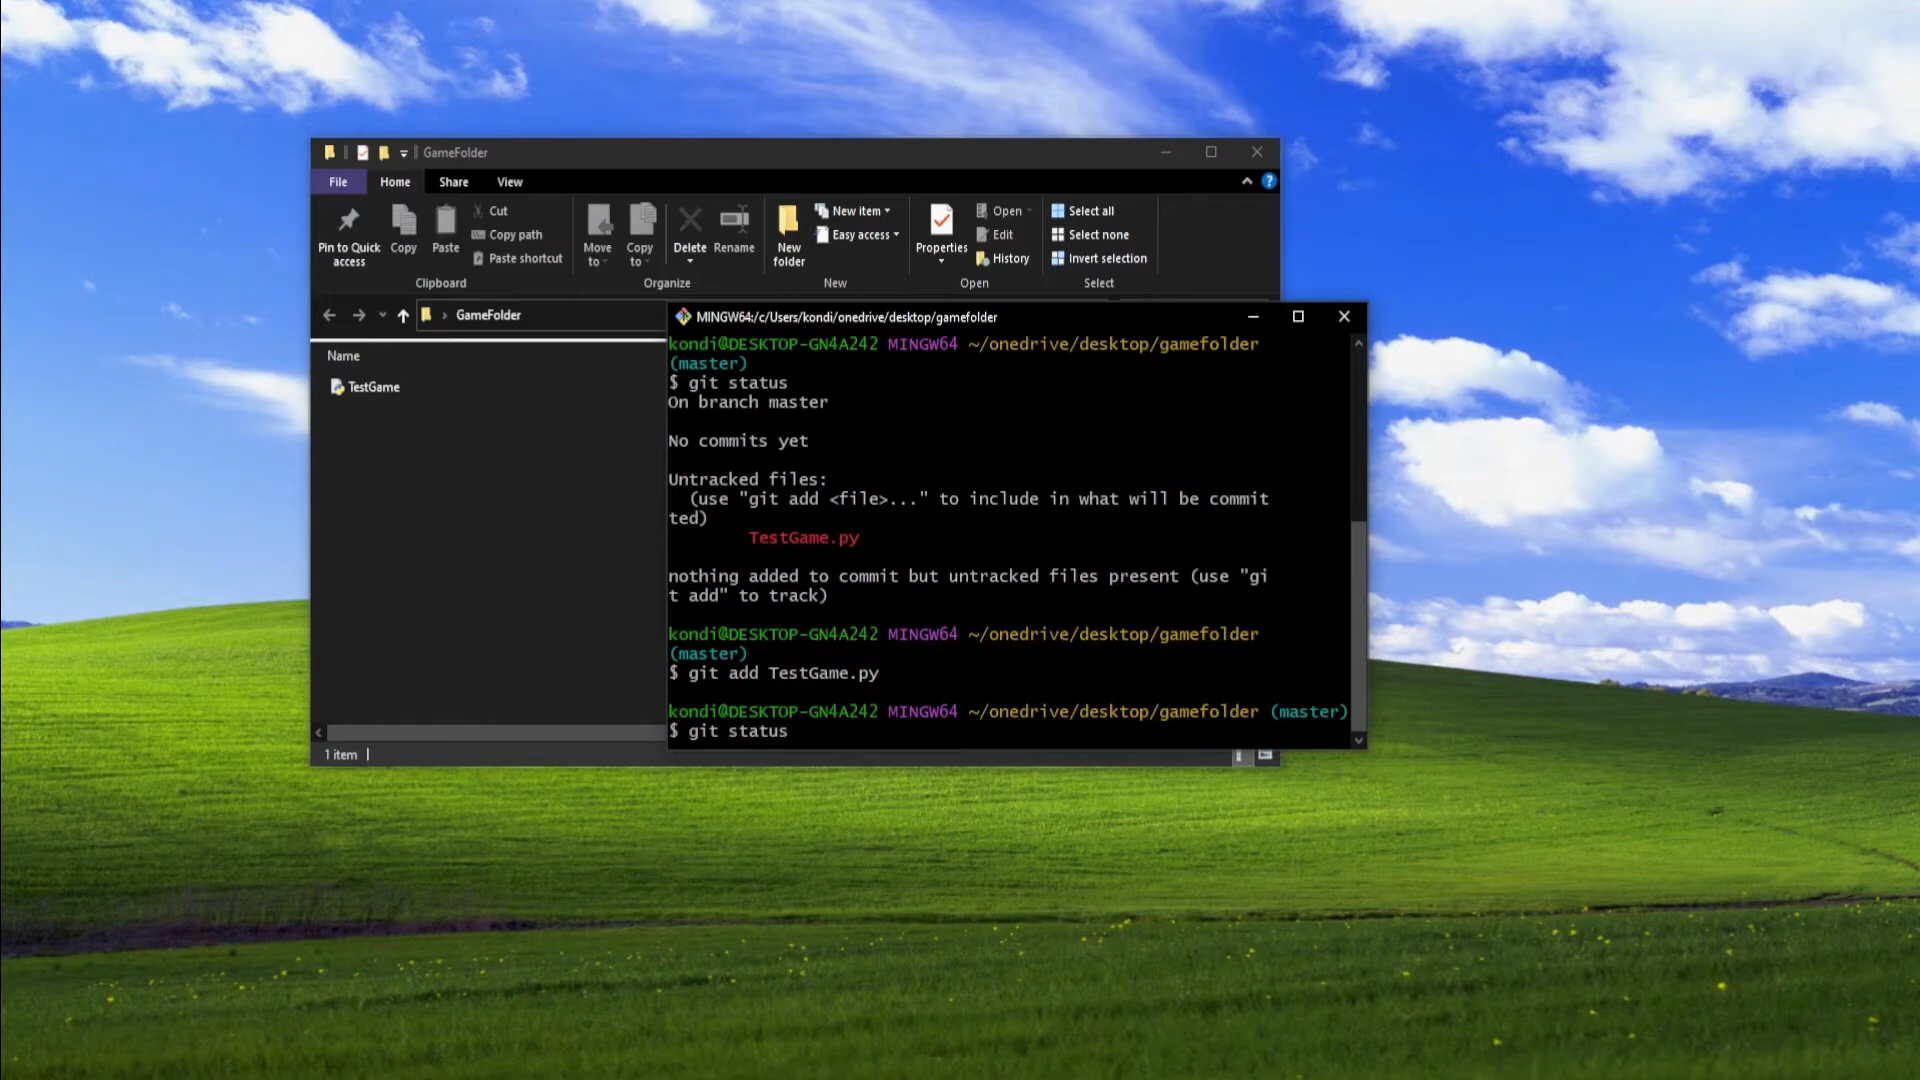 GameFolder
File Home Share View
Pin to Quick access
Copy
Paste
Cut
Copy path
Paste shortcut
Clipboard
Move to
Copy to
Delete
Rename
Organize
New folder
New item
Easy access
New
Properties
Open
Edit
History
Open
Select all
Select none
Invert selection
Select
GameFolder
Name
TestGame
1 item
MINGW64:/c/Users/kondi/onedrive/desktop/gamefolder
kondi@DESKTOP-GN4A242 MINGW64 ~/onedrive/desktop/gamefolder
(master)
$ git status
On branch master
No commits yet
Untracked files:
(use "git add <file>..." to include in what will be commit
ted)
TestGame.py
nothing added to commit but untracked files present (use "gi
t add" to track)
kondi@DESKTOP-GN4A242 MINGW64 ~/onedrive/desktop/gamefolder
(master)
$ git add TestGame.py
kondi@DESKTOP-GN4A242 MINGW64 ~/onedrive/desktop/gamefolder (master)
$ git status